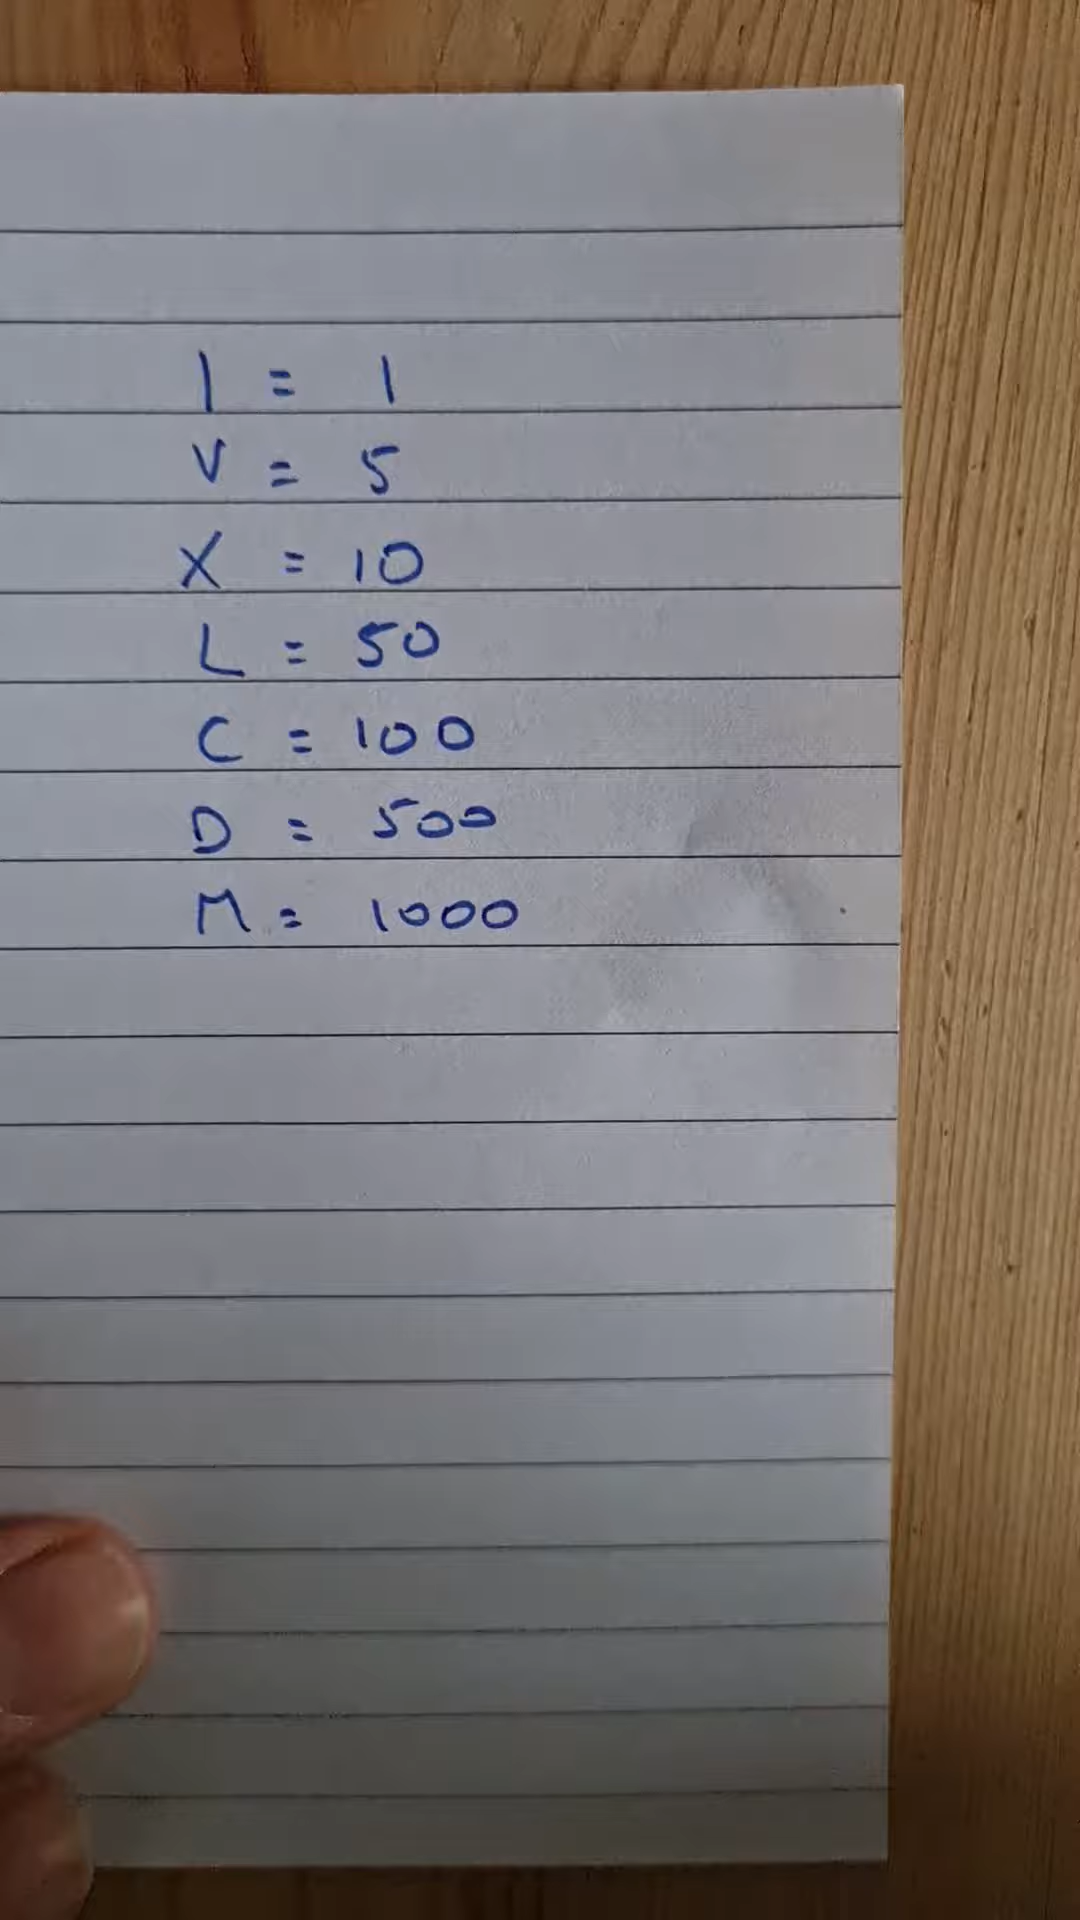 I = 1
V = 5
X = 10
L = 50
C = 100
D = 500
M = 1000